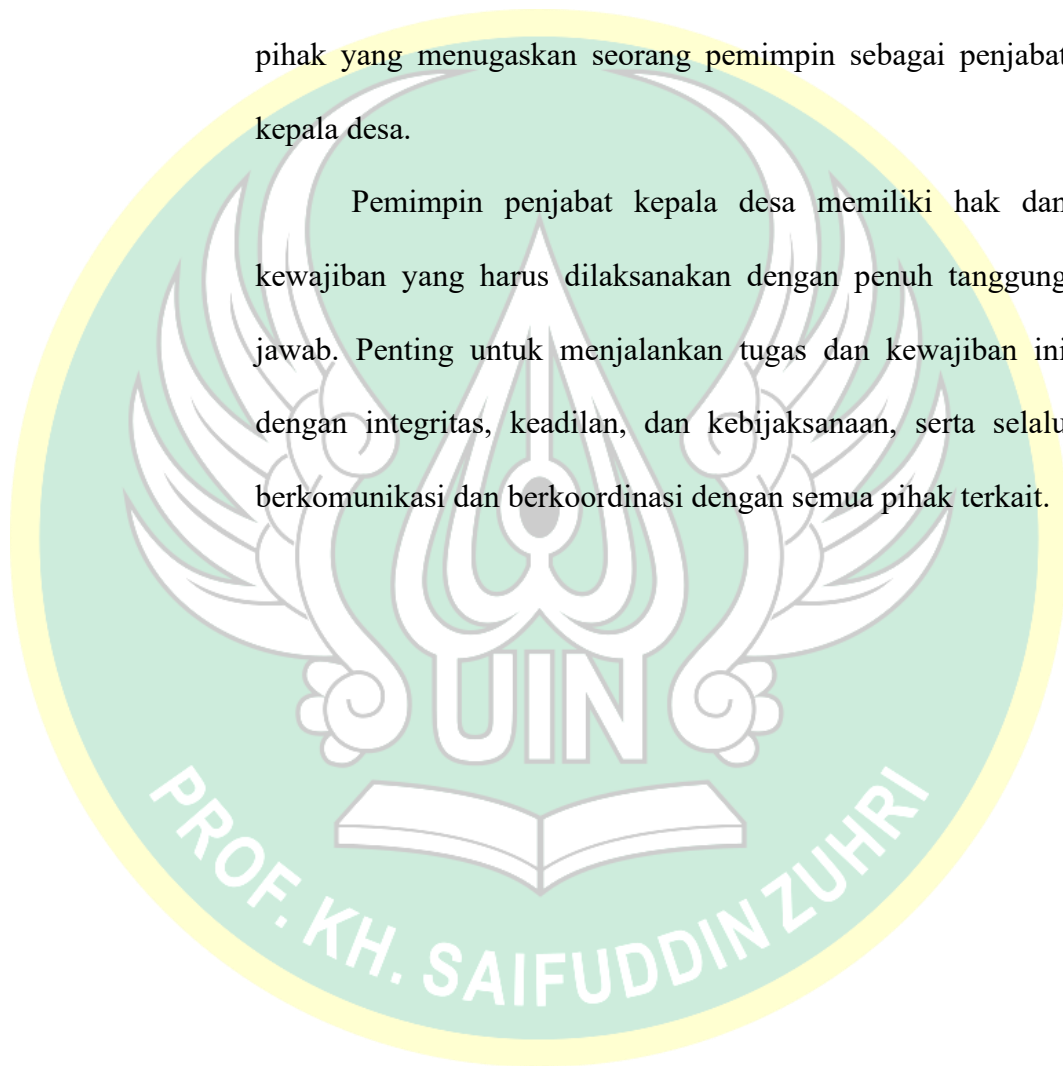 pihak yang menugaskan seorang pemimpin sebagai penjabat
kepala desa.
Pemimpin penjabat kepala desa memiliki hak dan
kewajiban yang harus dilaksanakan dengan penuh tanggung
jawab. Penting untuk menjalankan tugas dan kewajiban ini
dengan integritas, keadilan, dan kebijaksanaan, serta selalu
berkomunikasi dan berkoordinasi dengan semua pihak terkait.
UIN
PROF. KH. SAIFUDDIN ZUHRI